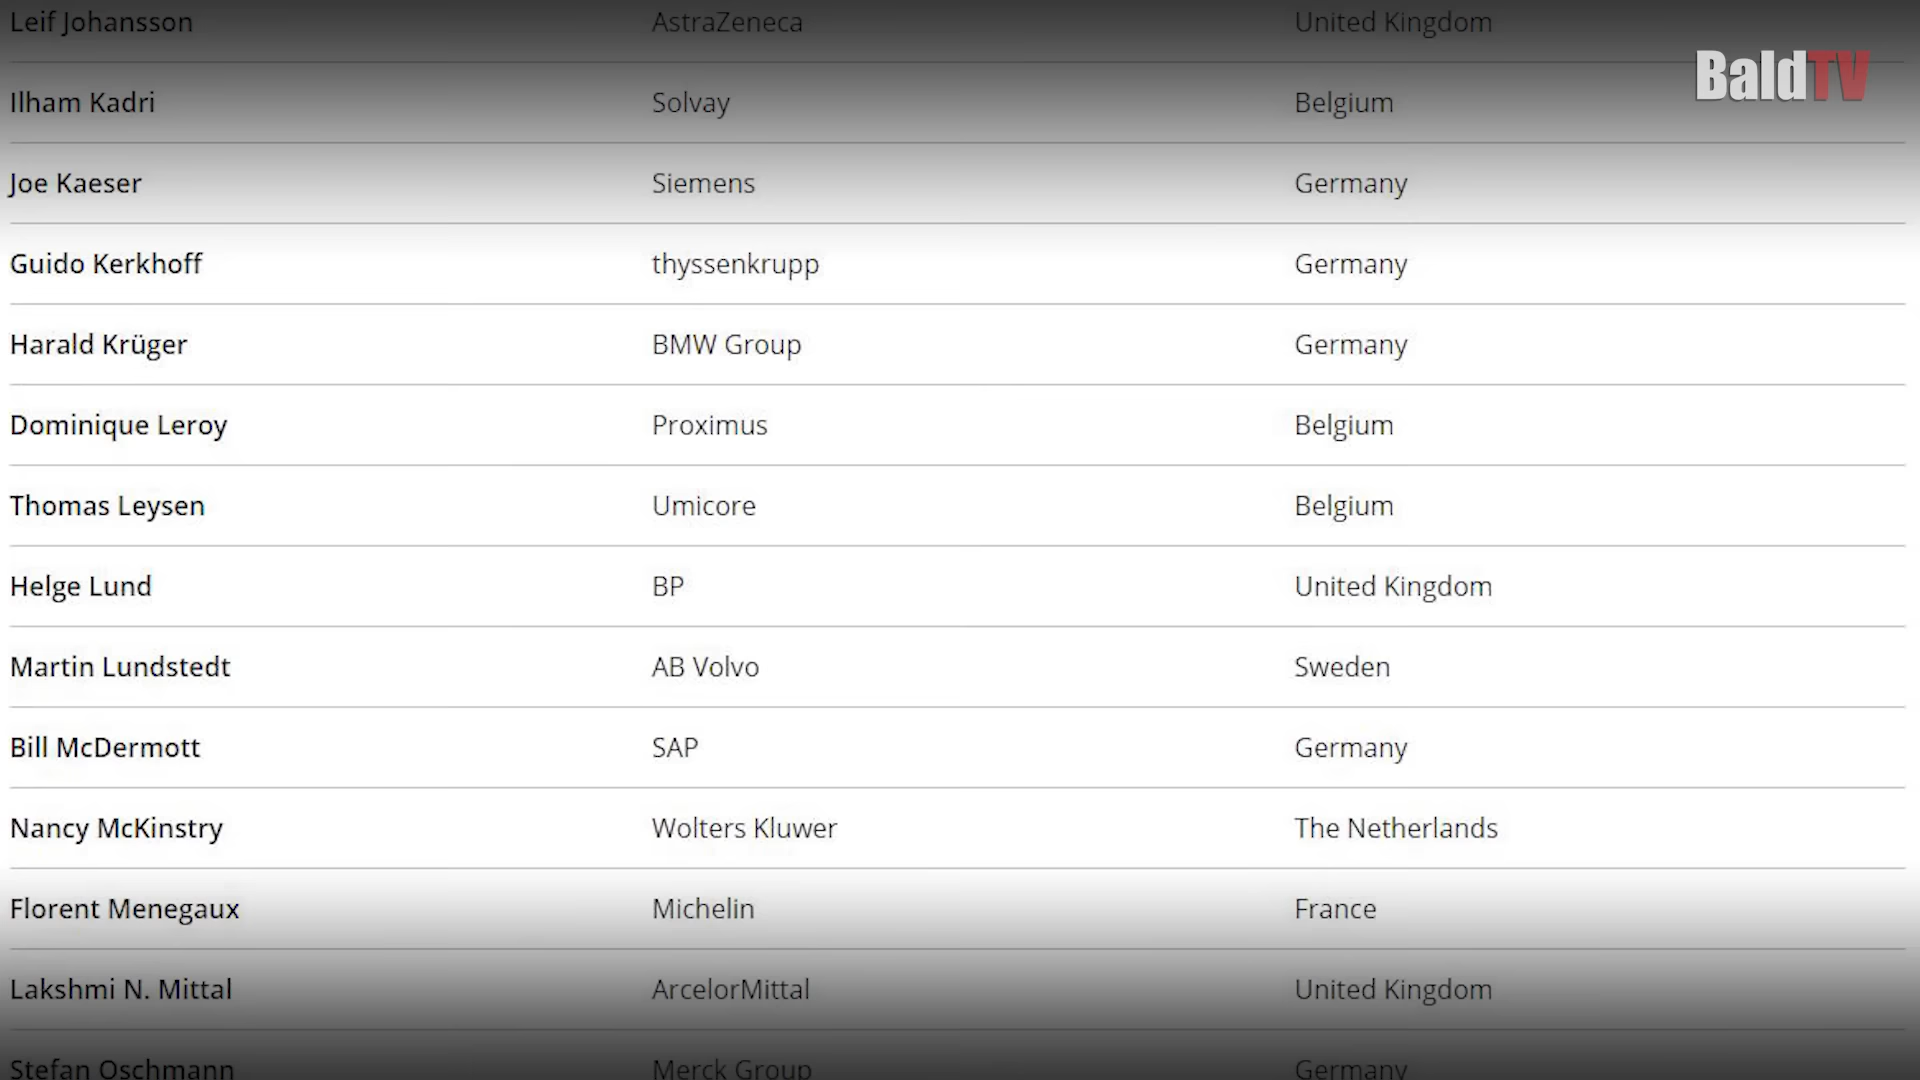 Leif Johansson AstraZeneca United Kingdom
BaldTV
Ilham Kadri Solvay Belgium
Joe Kaeser Siemens Germany
Guido Kerkhoff thyssenkrupp Germany
Harald Krüger BMW Group Germany
Dominique Leroy Proximus Belgium
Thomas Leysen Umicore Belgium
Helge Lund BP United Kingdom
Martin Lundstedt AB Volvo Sweden
Bill McDermott SAP Germany
Nancy McKinstry Wolters Kluwer The Netherlands
Florent Menegaux Michelin France
Lakshmi N. Mittal ArcelorMittal United Kingdom
Stefan Oschmann Merck Group Germany